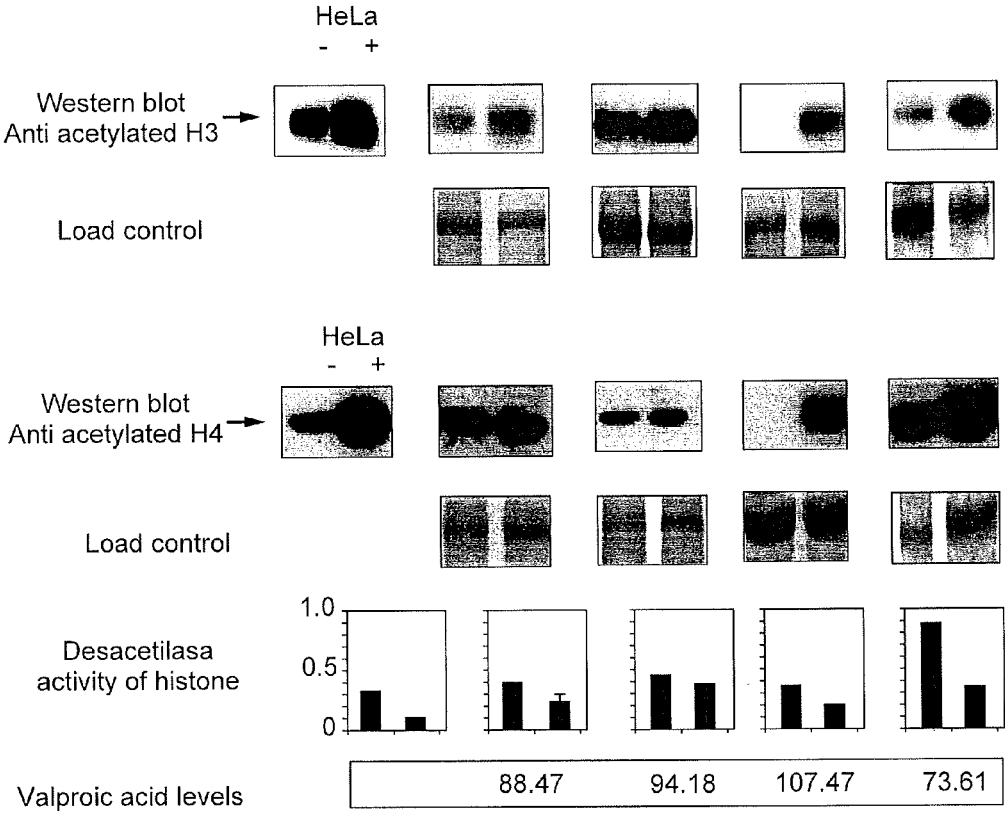 HeLa
- +
Western blot
Anti acetylated H3
Load control
HeLa
- +
Western blot
Anti acetylated H4
Load control
1.0
0.5
0
Desacetilasa
activity of histone
Valproic acid levels
88.47 94.18 107.47 73.61